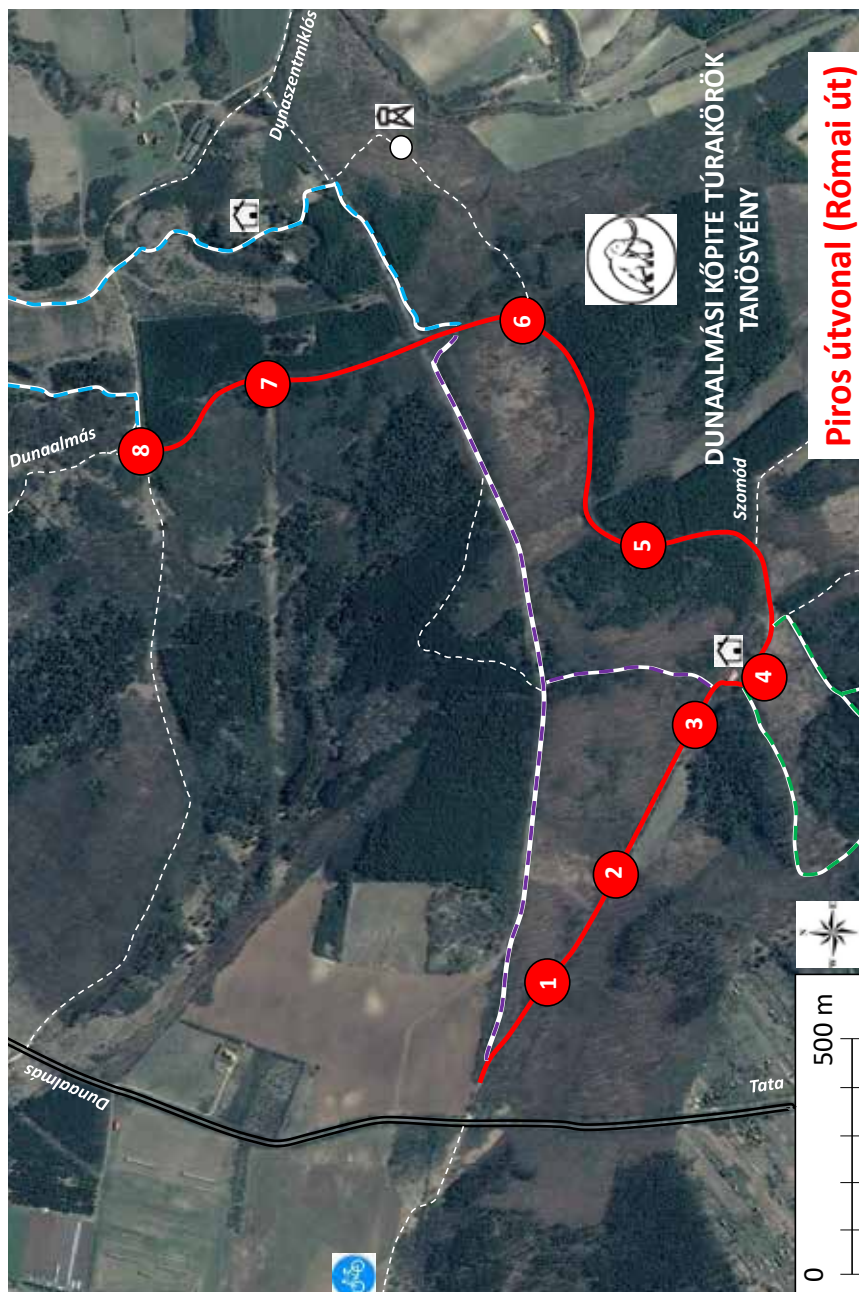 Dunaalmás
Dunaszentmiklós
Dunaalmás
8
7
6
5
4
3
2
1
DUNAALMÁSI KŐPITE TÚRAKÖRÖK
TANÖSVÉNY
Szomód
Tata
Piros útvonal (Római út)
0
500 m